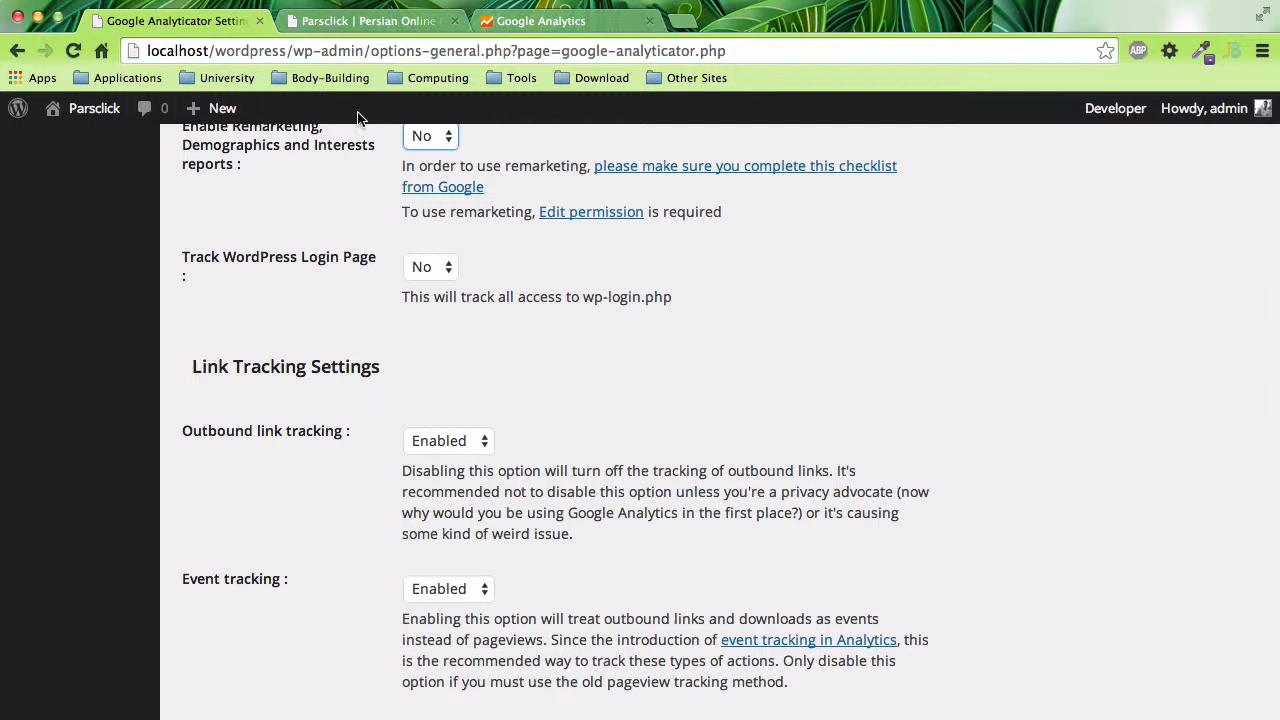 Google Analyticator Settin
Parsclick | Persian Online
Google Analytics
localhost/wordpress/wp-admin/options-general.php?page=google-analyticator.php
ABP
JB
Apps
Applications
University
Body-Building
Computing
Tools
Download
Other Sites
Parsclick
0
New
Developer
Howdy, admin
Enable Remarketing,
Demographics and Interests
reports :
No
In order to use remarketing, please make sure you complete this checklist
from Google
To use remarketing, Edit permission is required
Track WordPress Login Page
:
No
This will track all access to wp-login.php
Link Tracking Settings
Outbound link tracking :
Enabled
Disabling this option will turn off the tracking of outbound links. It's
recommended not to disable this option unless you're a privacy advocate (now
why would you be using Google Analytics in the first place?) or it's causing
some kind of weird issue.
Event tracking :
Enabled
Enabling this option will treat outbound links and downloads as events
instead of pageviews. Since the introduction of event tracking in Analytics, this
is the recommended way to track these types of actions. Only disable this
option if you must use the old pageview tracking method.